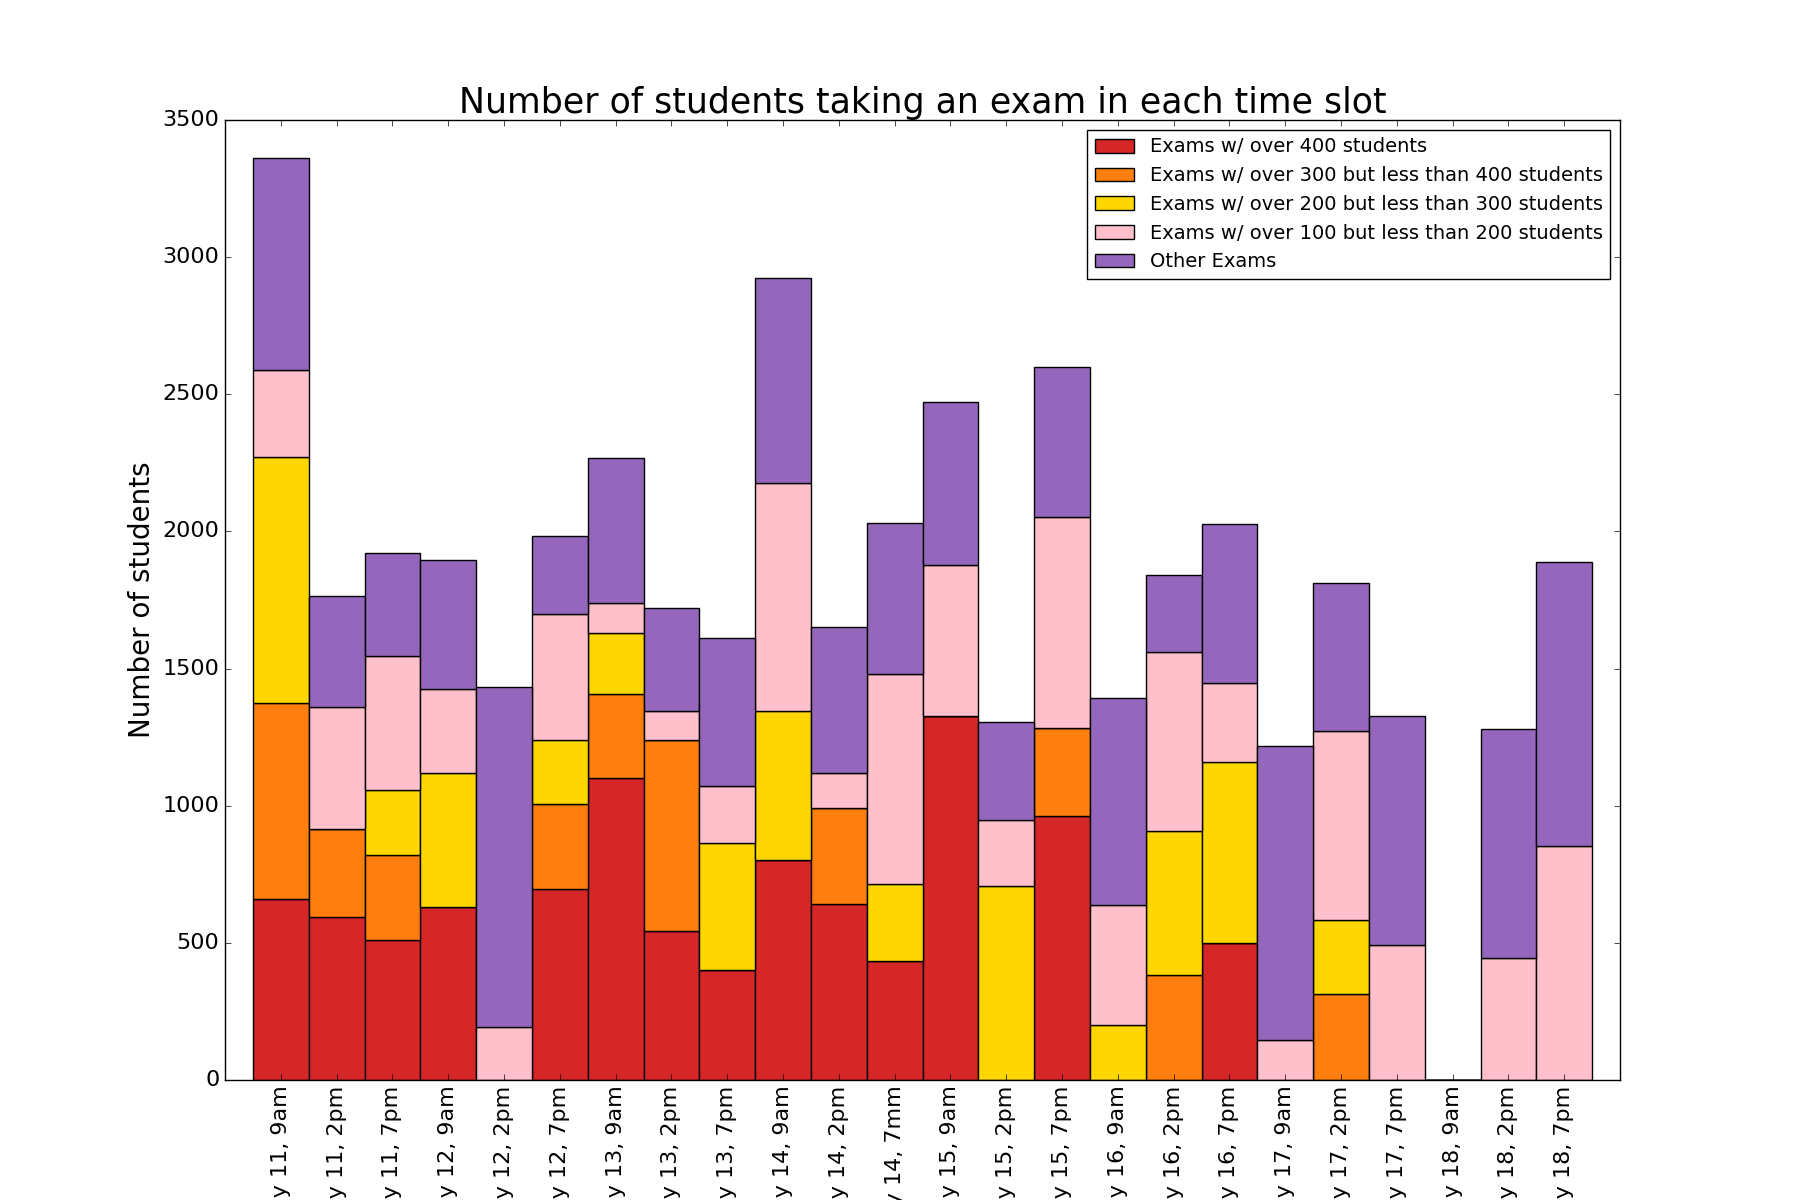 Number of students taking an exam in each time slot
Exams w/ over 400 students
Exams w/ over 300 but less than 400 students
Exams w/ over 200 but less than 300 students
Exams w/ over 100 but less than 200 students
Other Exams
Number of students
3500
3000
2500
2000
1500
1000
500
0
y 11, 9am
y 11, 2pm
y 11, 7pm
y 12, 9am
y 12, 2pm
y 12, 7pm
y 13, 9am
y 13, 2pm
y 13, 7pm
y 14, 9am
y 14, 2pm
y 14, 7mm
y 15, 9am
y 15, 2pm
y 15, 7pm
y 16, 9am
y 16, 2pm
y 16, 7pm
y 17, 9am
y 17, 2pm
y 17, 7pm
y 18, 9am
y 18, 2pm
y 18, 7pm